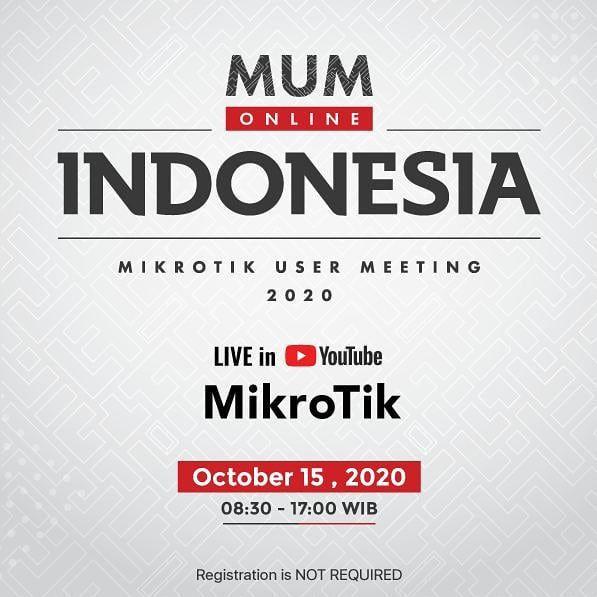 MUM
ONLINE
INDONESIA
MIKROTIK USER MEETING
2020
LIVE in YouTube
MikroTik
October 15 , 2020
08:30 - 17:00 WIB
Registration is NOT REQUIRED